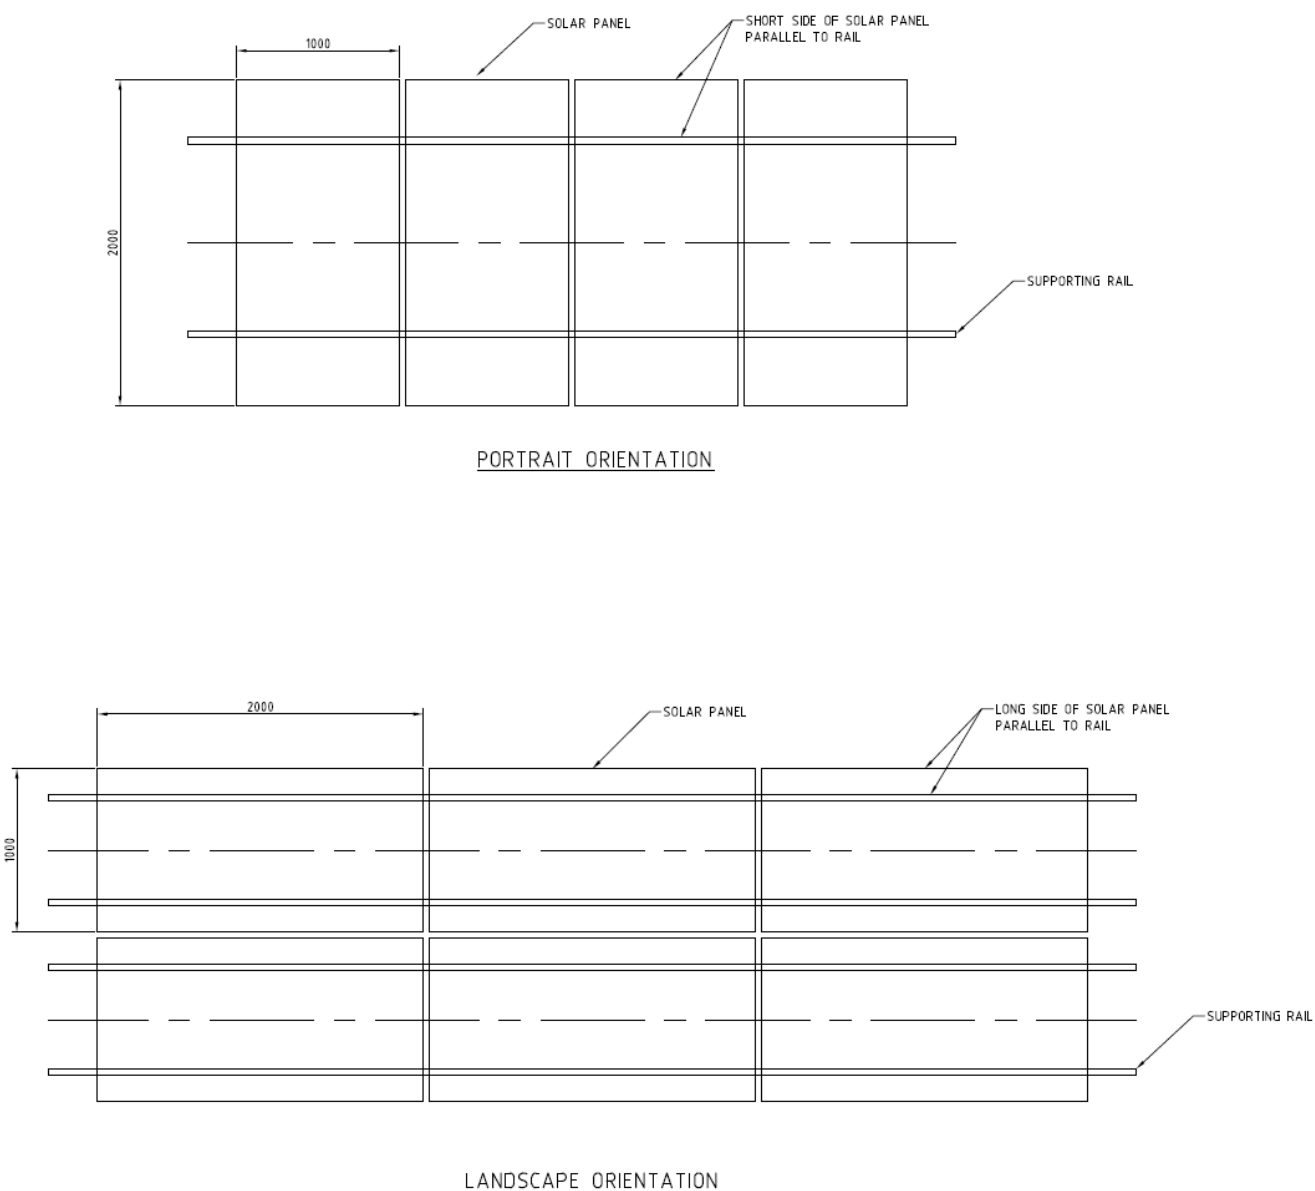 SOLAR PANEL
SHORT SIDE OF SOLAR PANEL
PARALLEL TO RAIL
1000
2000
SUPPORTING RAIL
PORTRAIT ORIENTATION
2000
SOLAR PANEL
LONG SIDE OF SOLAR PANEL
PARALLEL TO RAIL
1000
SUPPORTING RAIL
LANDSCAPE ORIENTATION